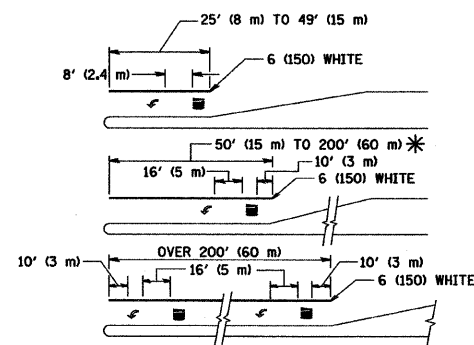 25' (8 m) TO 49' (15 m)
6 (150) WHITE
8' (2.4 m)
50' (15 m) TO 200' (60 m) *
16' (5 m)
10' (3 m)
6 (150) WHITE
OVER 200' (60 m)
10' (3 m)
16' (5 m)
10' (3 m)
6 (150) WHITE